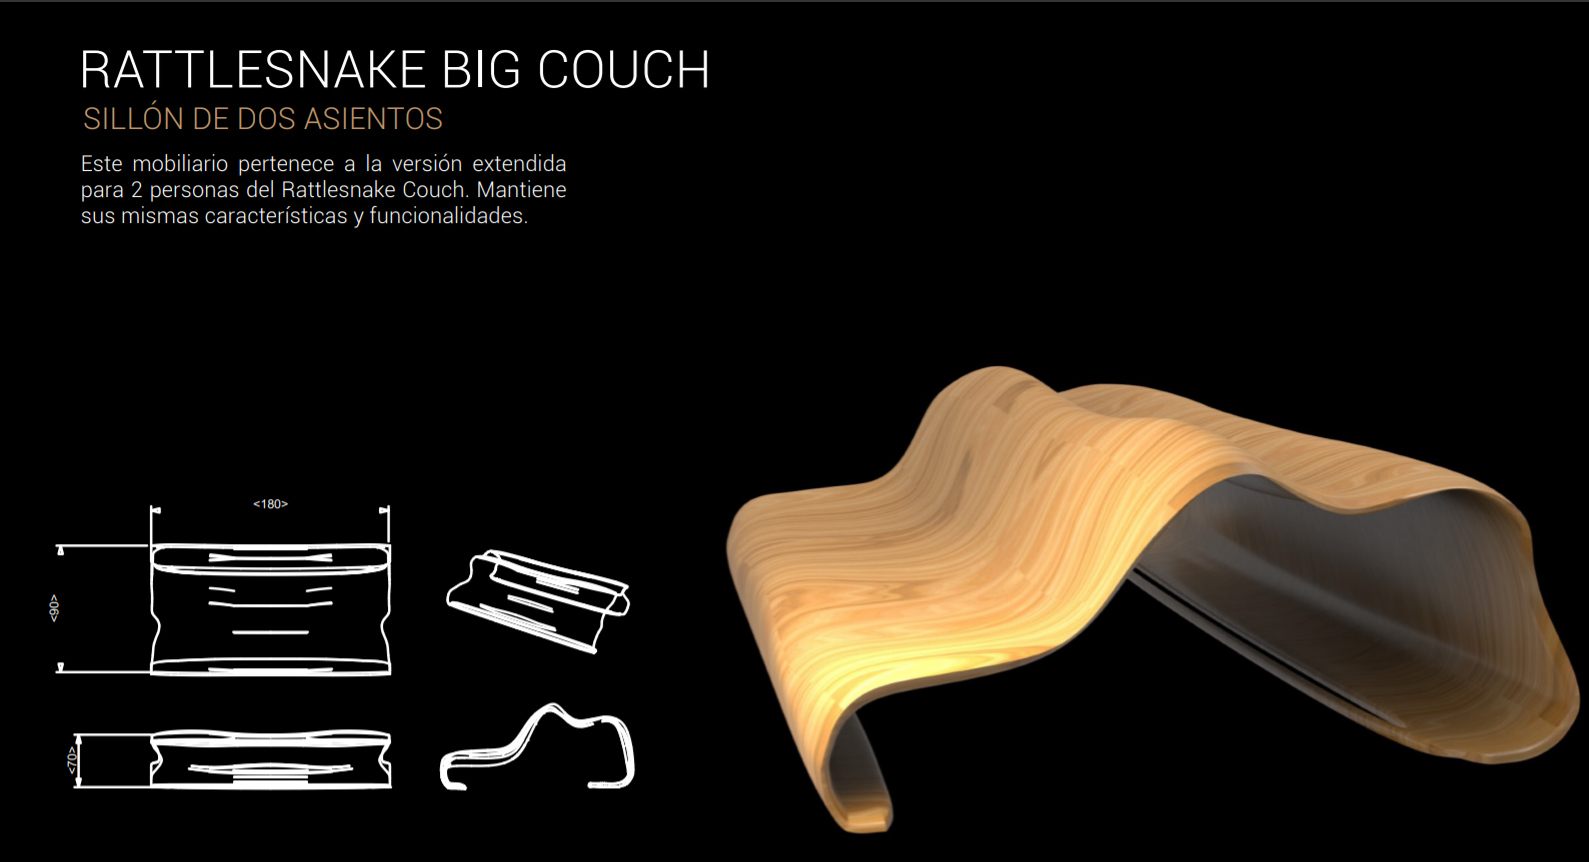 RATTLESNAKE BIG COUCH
SILLÓN DE DOS ASIENTOS
Este mobiliario pertenece a la versión extendida
para 2 personas del Rattlesnake Couch. Mantiene
sus mismas características y funcionalidades.
<180>
<90>
<70>